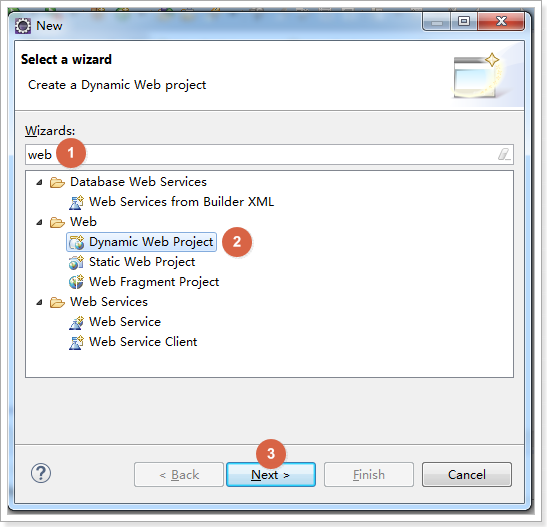 New
Select a wizard
Create a Dynamic Web project
Wizards:
web 1
Database Web Services
Web Services from Builder XML
Web
Dynamic Web Project 2
Static Web Project
Web Fragment Project
Web Services
Web Service
Web Service Client
3
? < Back Next > Finish Cancel